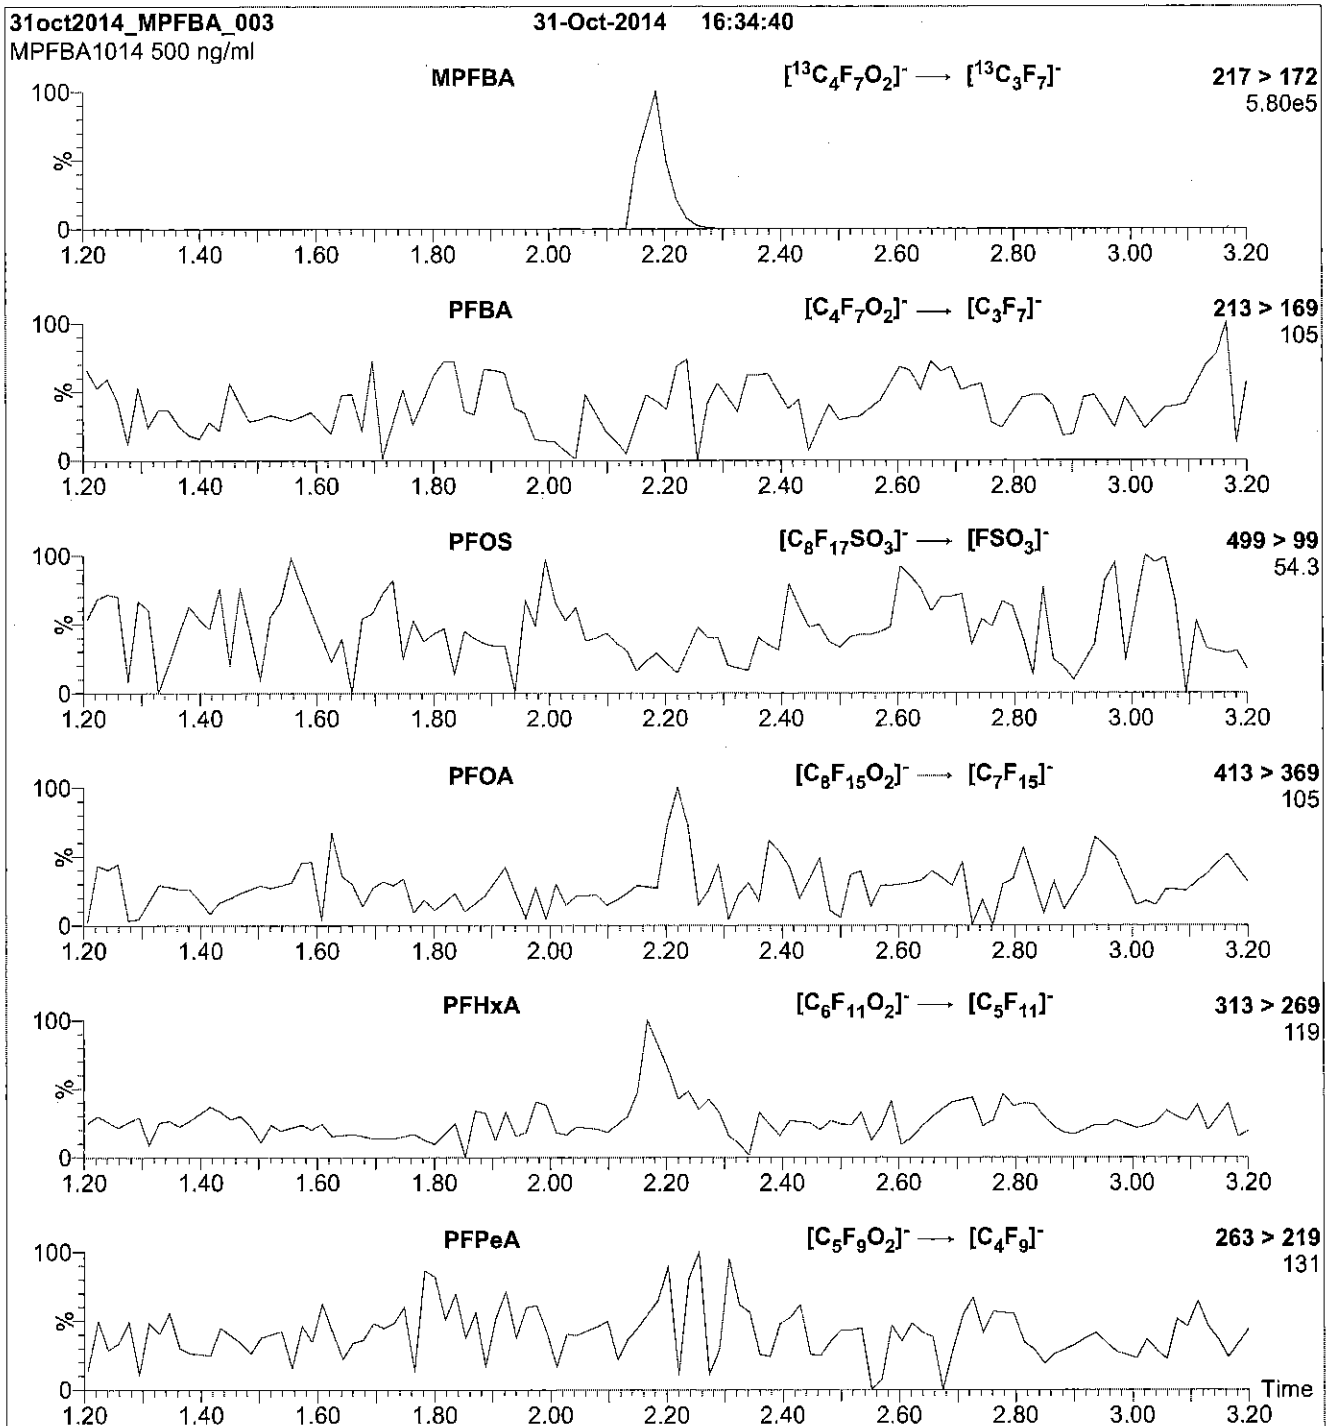 31oct2014_MPFBA_003 31-Oct-2014 16:34:40
MPFBA1014 500 ng/ml
MPFBA [¹³C₄F₇O₂]⁻ → [¹³C₃F₇]⁻ 217 > 172
5.80e5
100
%
0
1.20 1.40 1.60 1.80 2.00 2.20 2.40 2.60 2.80 3.00 3.20
PFBA [C₄F₇O₂]⁻ → [C₃F₇]⁻ 213 > 169
105
100
%
0
1.20 1.40 1.60 1.80 2.00 2.20 2.40 2.60 2.80 3.00 3.20
PFOS [C₈F₁₇SO₃]⁻ → [FSO₃]⁻ 499 > 99
54.3
100
%
0
1.20 1.40 1.60 1.80 2.00 2.20 2.40 2.60 2.80 3.00 3.20
PFOA [C₈F₁₅O₂]⁻ → [C₇F₁₅]⁻ 413 > 369
105
100
%
0
1.20 1.40 1.60 1.80 2.00 2.20 2.40 2.60 2.80 3.00 3.20
PFHxA [C₆F₁₁O₂]⁻ → [C₅F₁₁]⁻ 313 > 269
119
100
%
0
1.20 1.40 1.60 1.80 2.00 2.20 2.40 2.60 2.80 3.00 3.20
PFPeA [C₅F₉O₂]⁻ → [C₄F₉]⁻ 263 > 219
131
100
%
0 Time
1.20 1.40 1.60 1.80 2.00 2.20 2.40 2.60 2.80 3.00 3.20